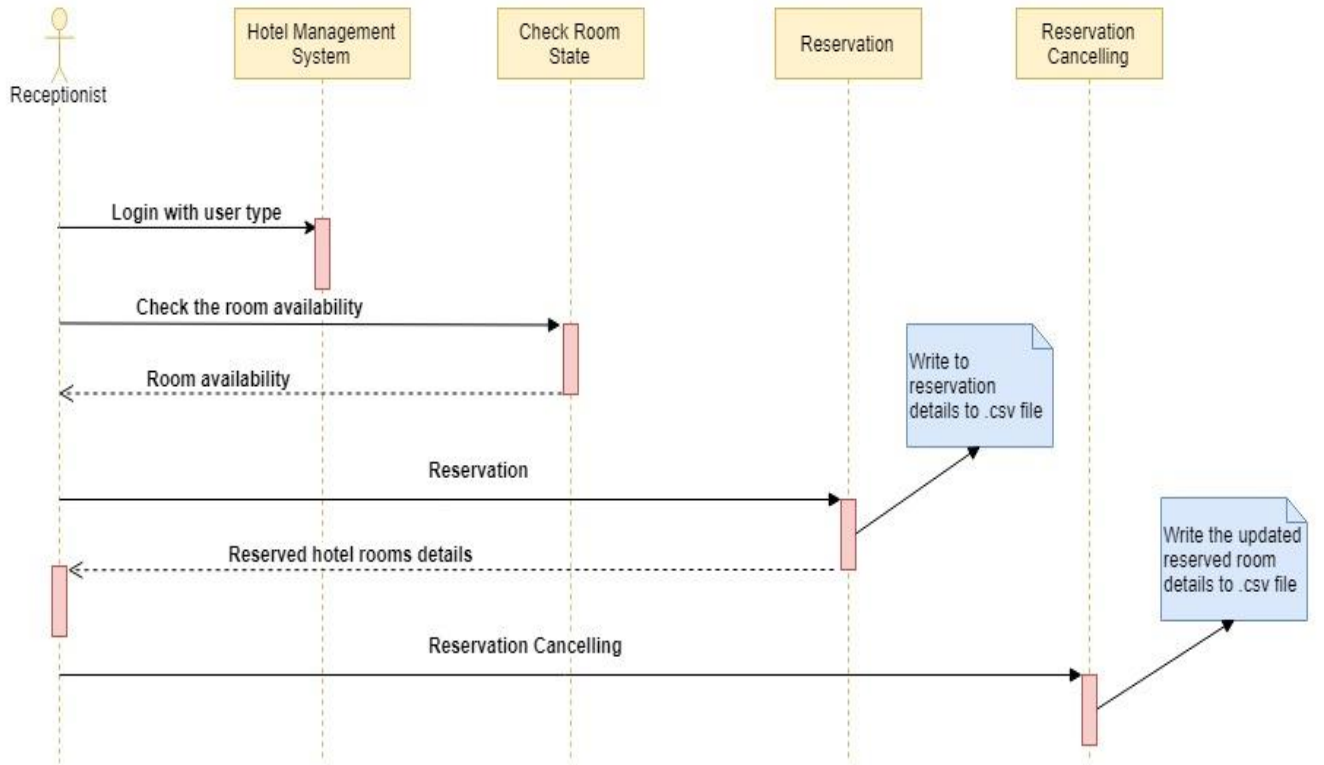 Hotel Management
System
Check Room
State
Reservation
Reservation
Cancelling
Receptionist
Login with user type
Check the room availability
Room availability
Write to
reservation
details to .csv file
Reservation
Reserved hotel rooms details
Write the updated
reserved room
details to .csv file
Reservation Cancelling